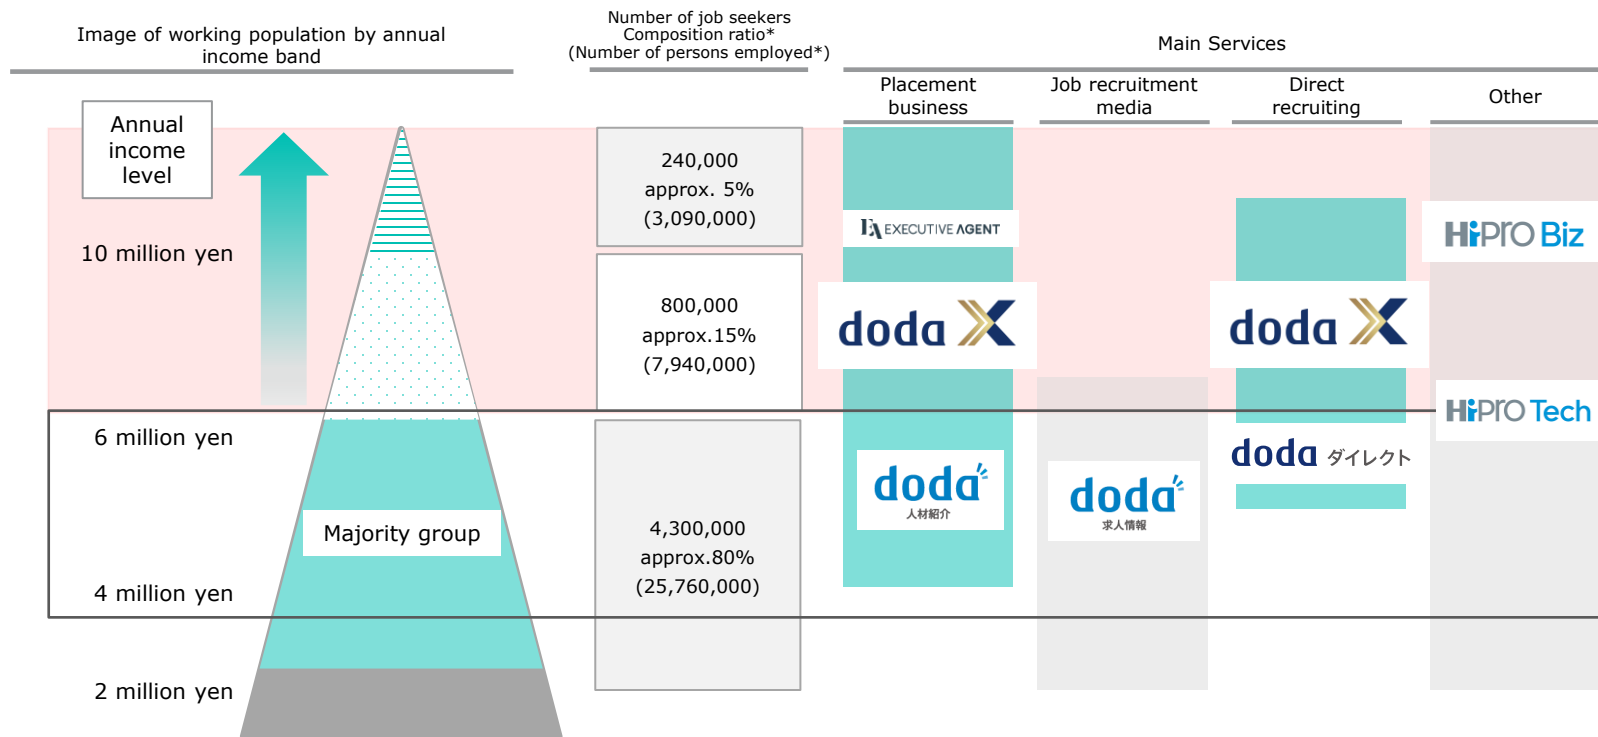 Image of working population by annual
income band
Number of job seekers
Composition ratio*
(Number of persons employed*)
Main Services
Placement
business
Job recruitment
media
Direct
recruiting
Other
Annual
income
level
10 million yen
6 million yen
4 million yen
2 million yen
Majority group
240,000
approx. 5%
(3,090,000)
800,000
approx.15%
(7,940,000)
4,300,000
approx.80%
(25,760,000)
EA EXECUTIVE AGENT
doda X
doda
人材紹介
doda
求人情報
doda X
doda ダイレクト
HiPRO Biz
HiPRO Tech